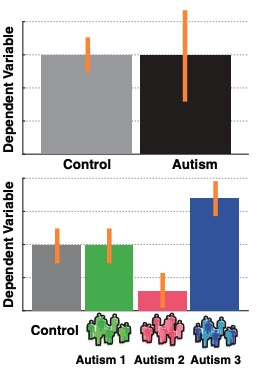 Dependent Variable
Control Autism
Dependent Variable
Control
Autism 1 Autism 2 Autism 3